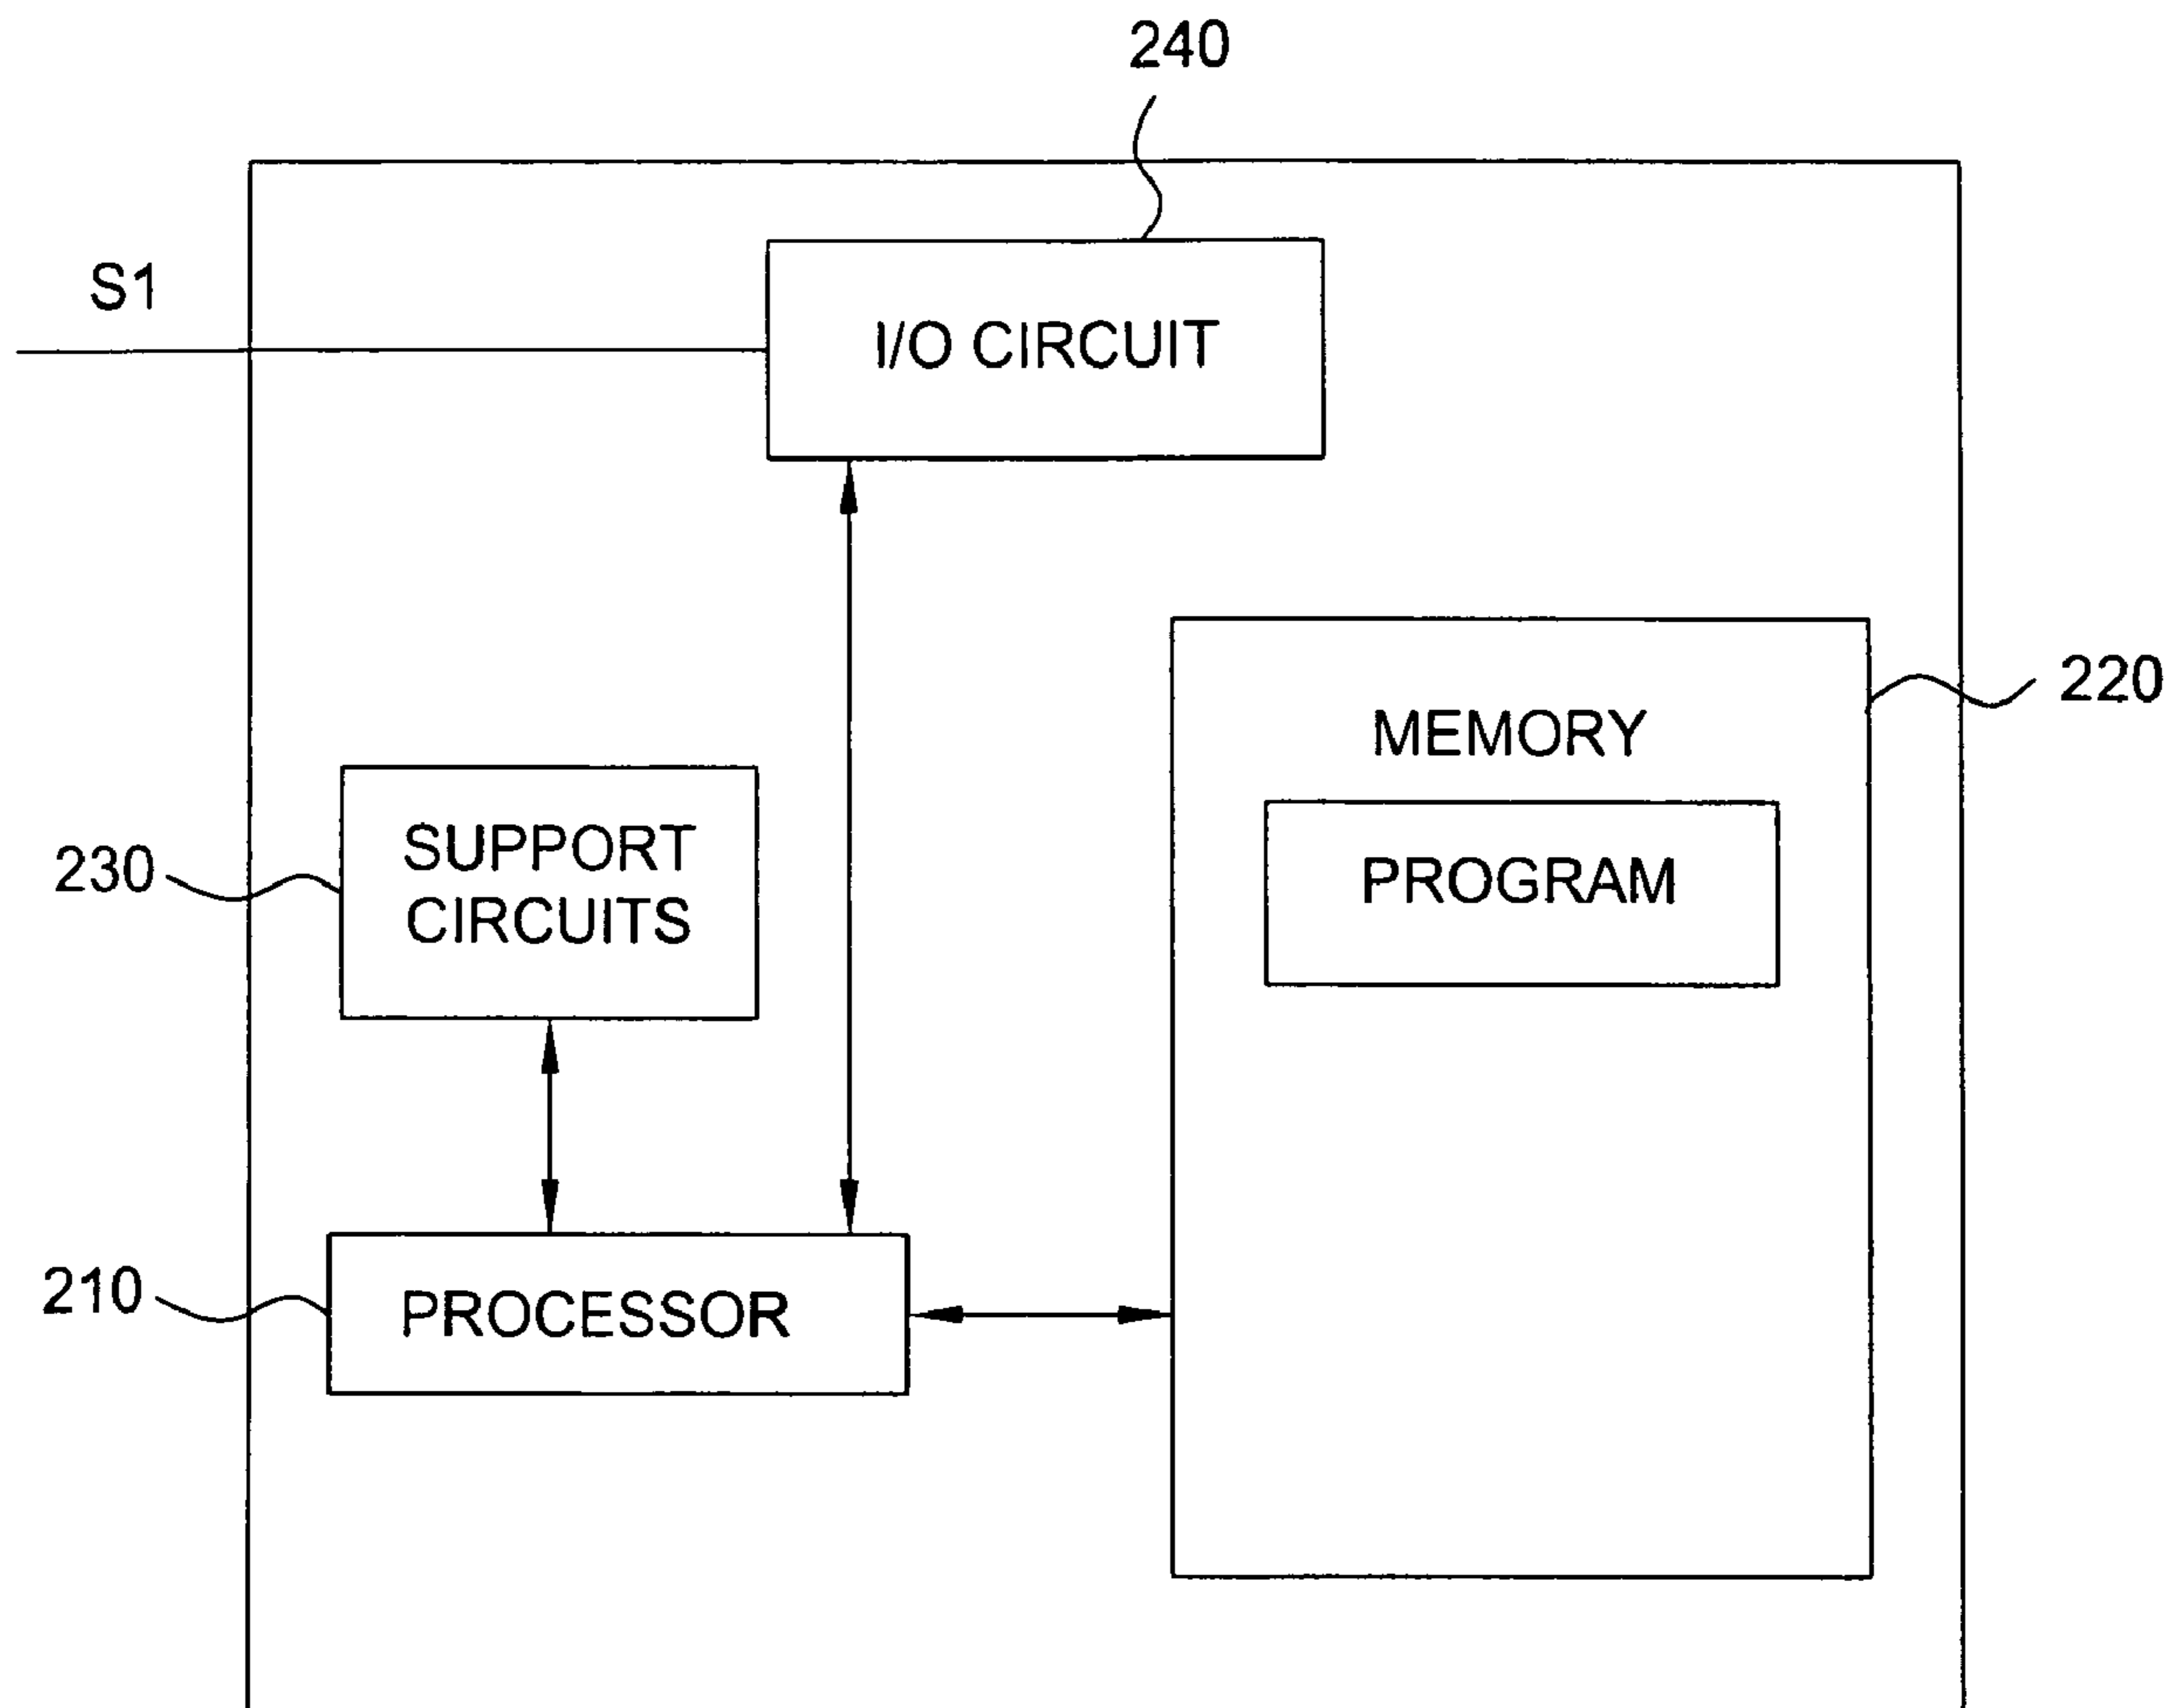 240
S1
I/O CIRCUIT
220
MEMORY
PROGRAM
230
SUPPORT
CIRCUITS
210
PROCESSOR